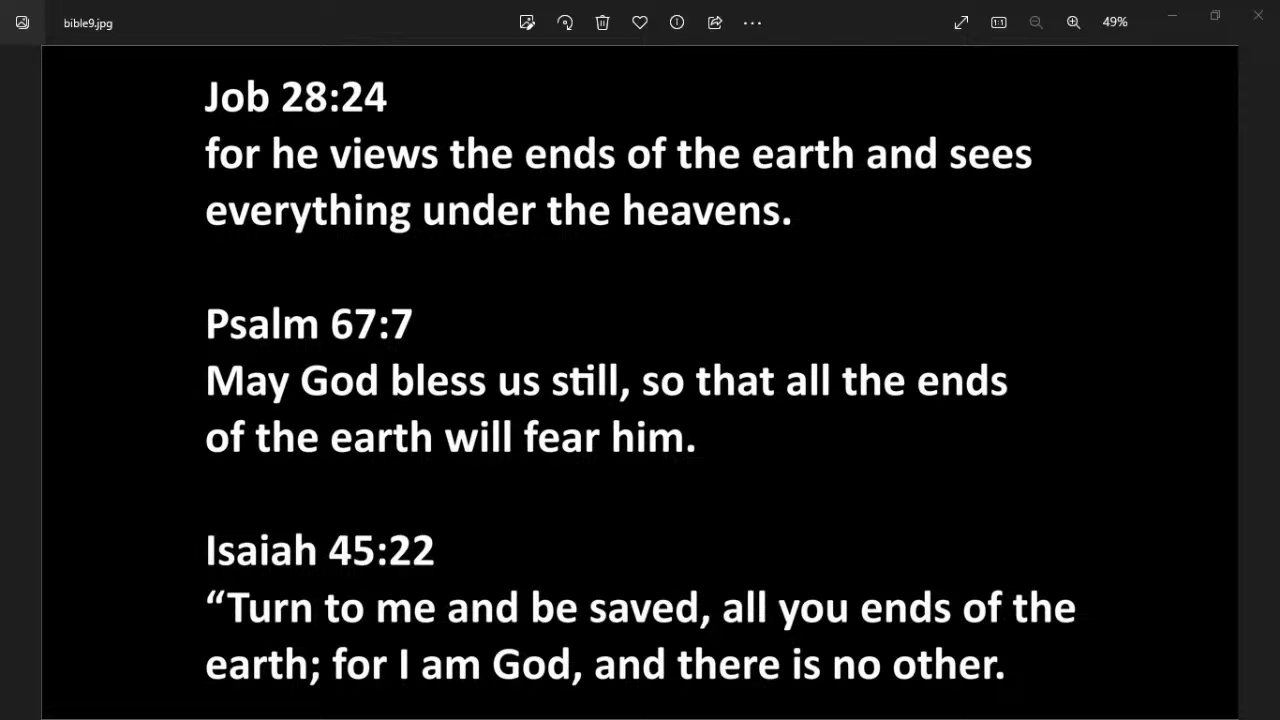 bible9.jpg
49%
Job 28:24
for he views the ends of the earth and sees
everything under the heavens.
Psalm 67:7
May God bless us still, so that all the ends
of the earth will fear him.
Isaiah 45:22
“Turn to me and be saved, all you ends of the
earth; for I am God, and there is no other.